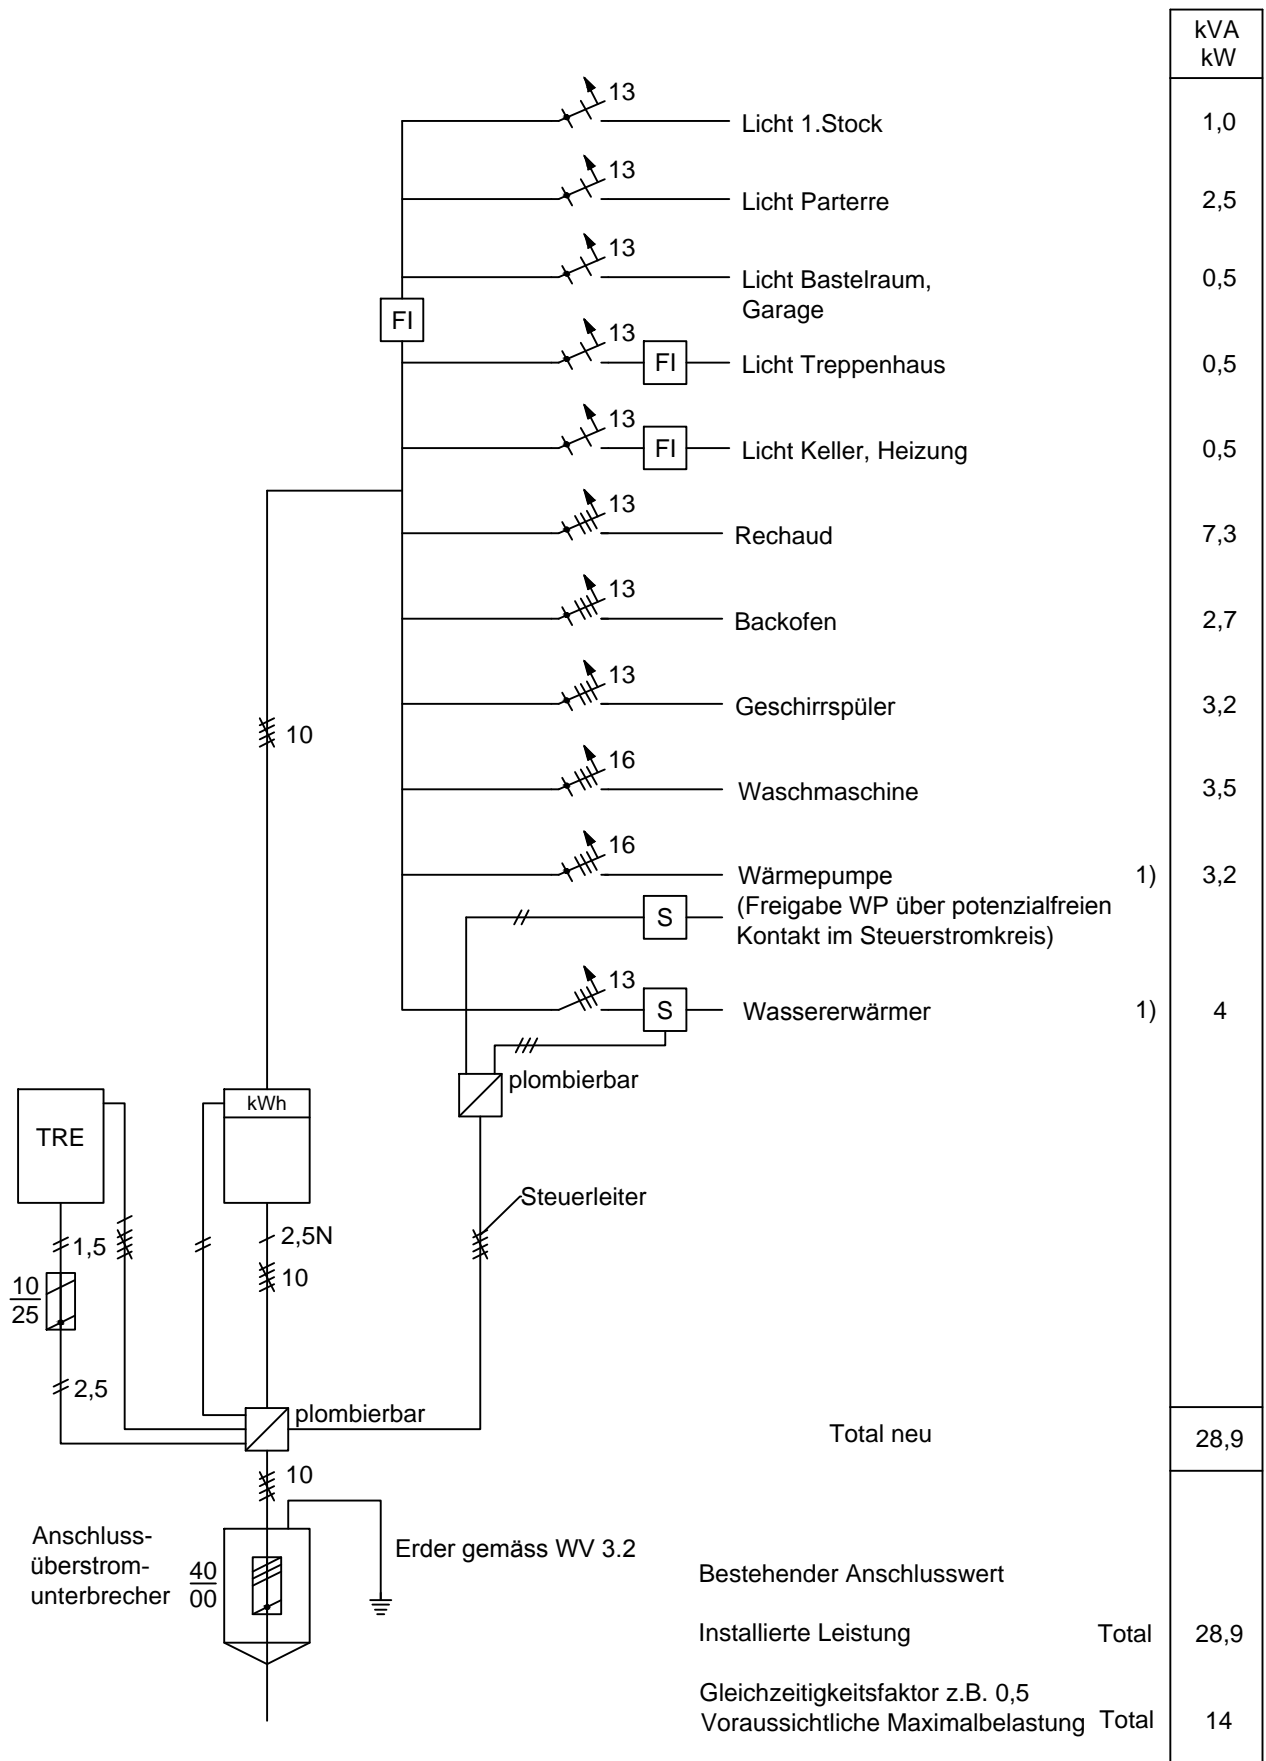 kVA
kW
13
Licht 1.Stock
1,0
13
Licht Parterre
2,5
13
Licht Bastelraum,
Garage
0,5
FI
13
FI
Licht Treppenhaus
0,5
13
FI
Licht Keller, Heizung
0,5
13
Rechaud
7,3
13
Backofen
2,7
13
Geschirrspüler
3,2
10
16
Waschmaschine
3,5
16
Wärmepumpe
1)
3,2
(Freigabe WP über potenzialfreien
Kontakt im Steuerstromkreis)
S
13
S
Wassererwärmer
1)
4
plombierbar
TRE
kWh
Steuerleiter
1,5
2,5N
10
10
25
2,5
plombierbar
Total neu
28,9
10
Anschluss-
überstrom-
unterbrecher
40
00
Erder gemäss WV 3.2
Bestehender Anschlusswert
Installierte Leistung
Total
28,9
Gleichzeitigkeitsfaktor z.B. 0,5
Voraussichtliche Maximalbelastung
Total
14